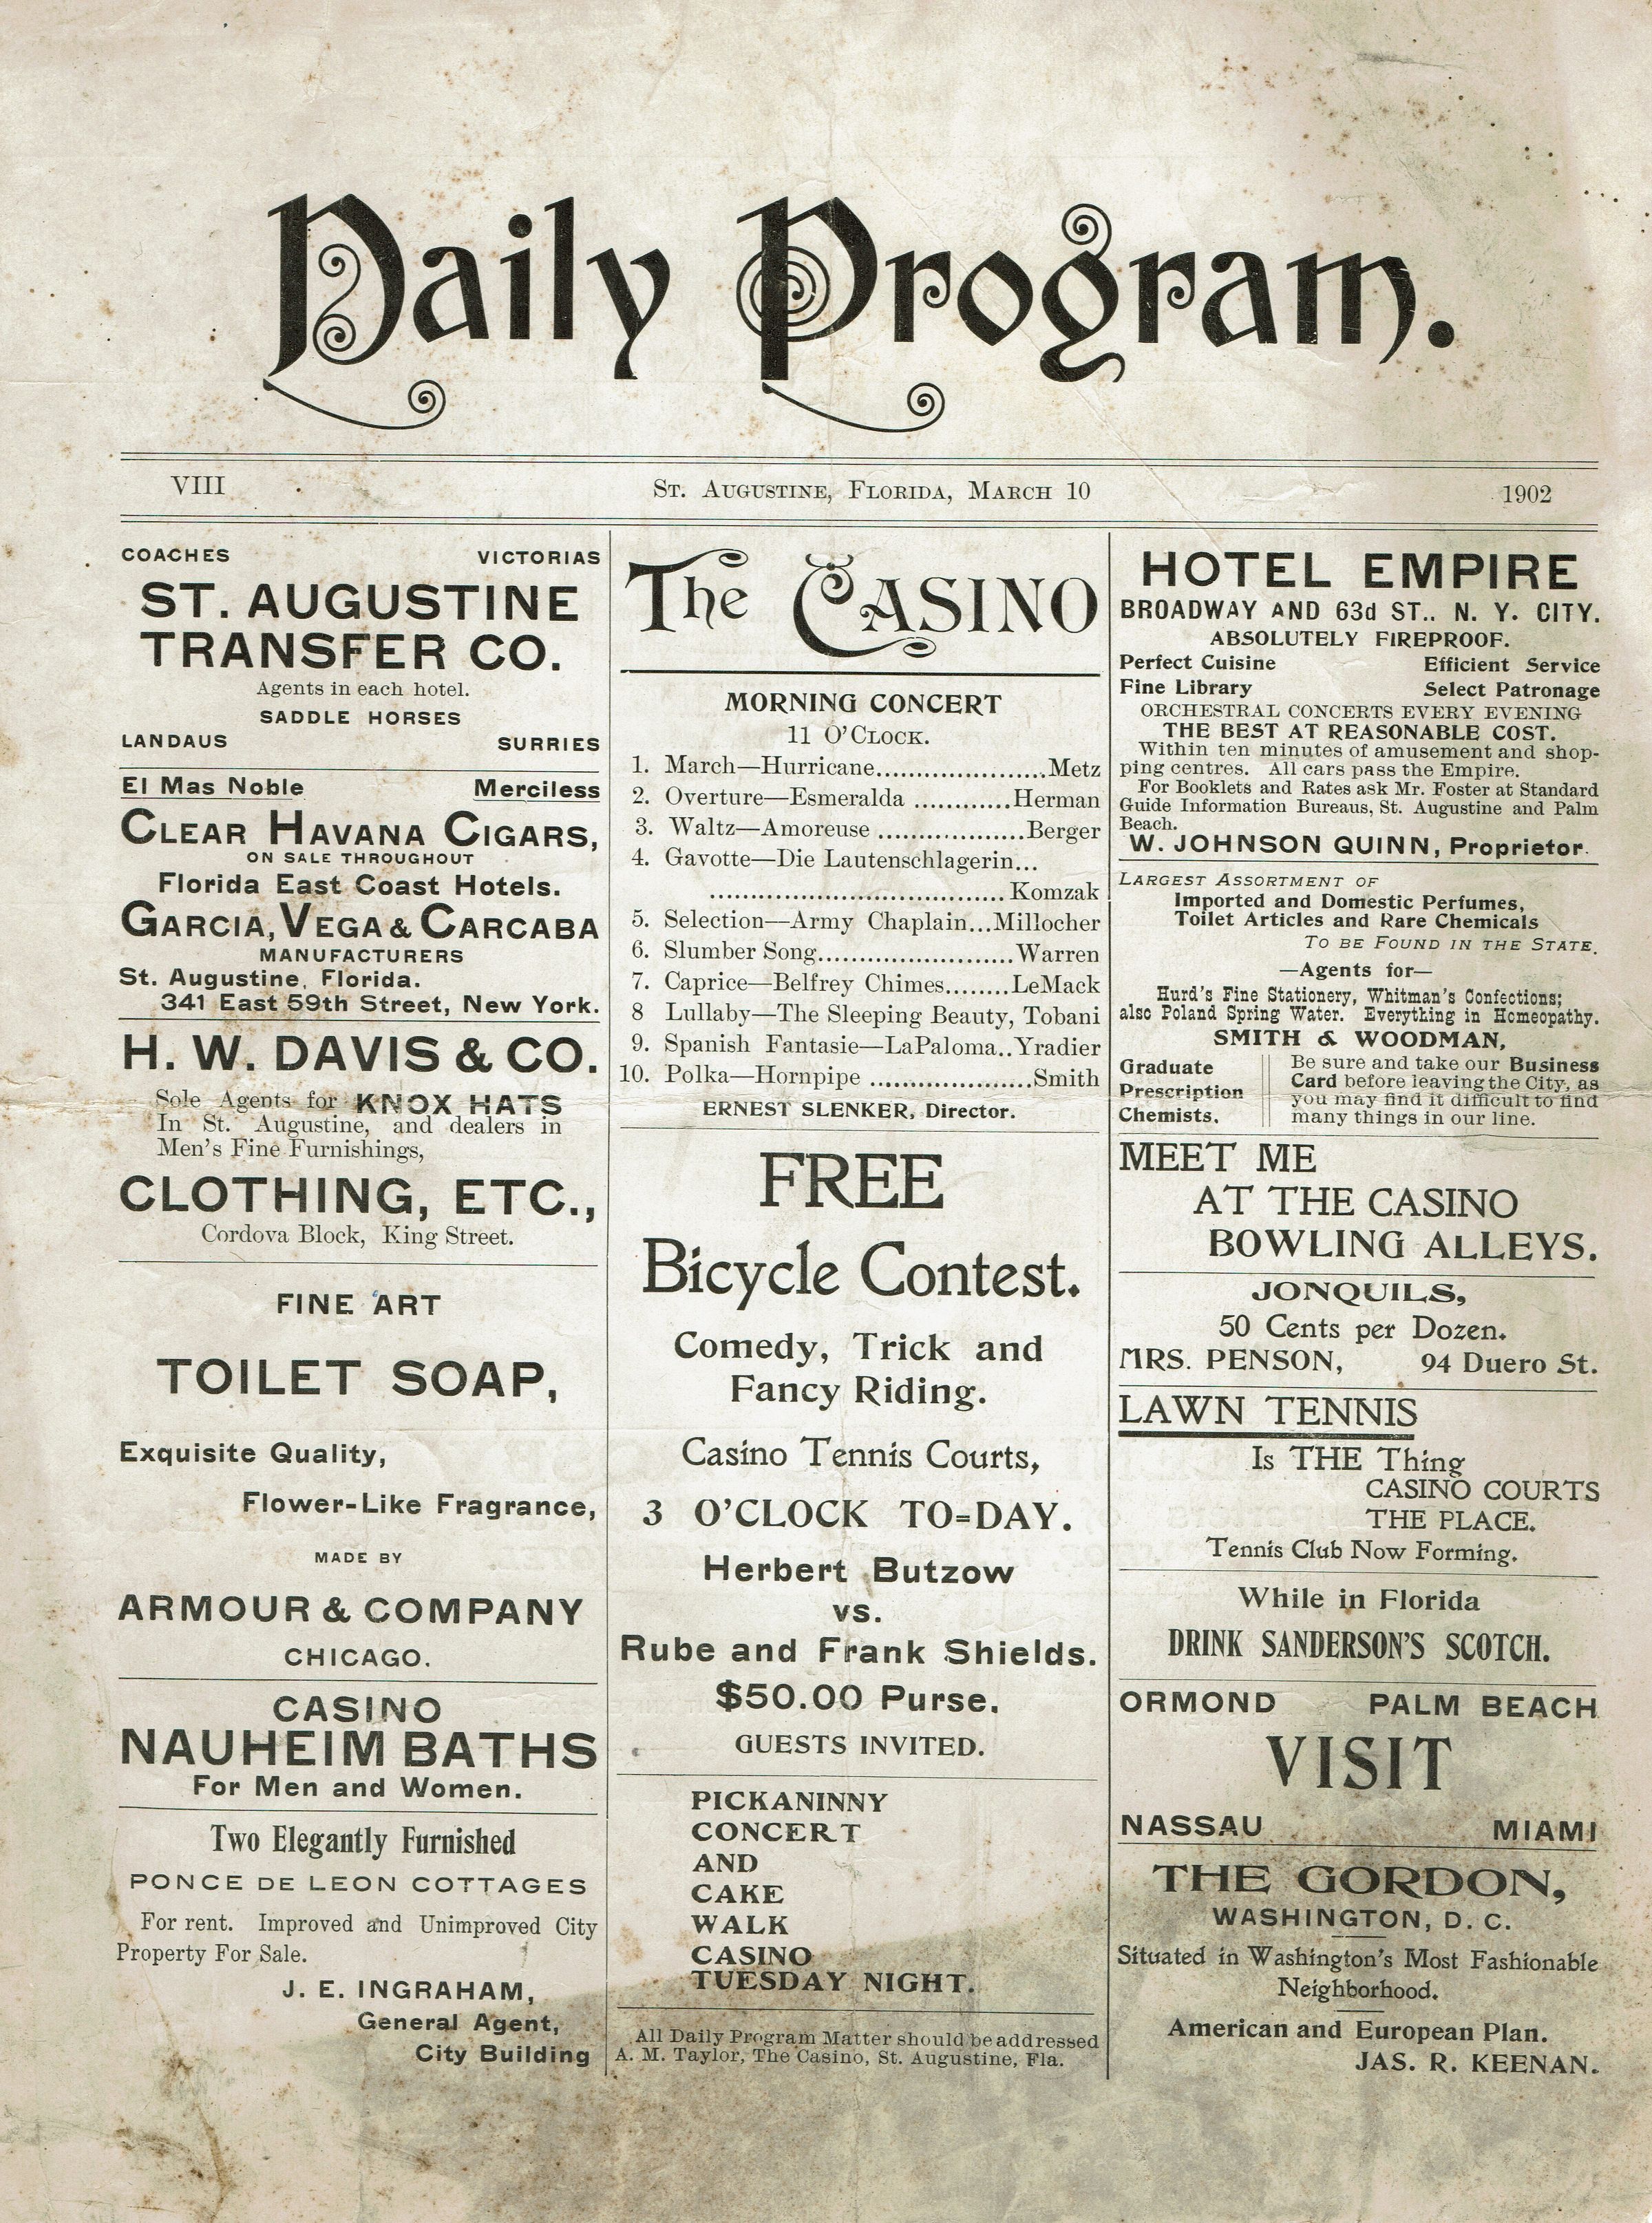 Daily Program.
VIII St. Augustine, Florida, March 10 1902
COACHES VICTORIAS
ST. AUGUSTINE
TRANSFER CO.
Agents in each hotel.
SADDLE HORSES
LANDAUS SURRIES
El Mas Noble Merciless
Clear Havana Cigars,
ON SALE THROUGHOUT
Florida East Coast Hotels.
Garcia, Vega & Carcaba
MANUFACTURERS
St. Augustine, Florida.
341 East 59th Street, New York.
H. W. DAVIS & CO.
Sole Agents for KNOX HATS
In St. Augustine, and dealers in
Men's Fine Furnishings,
CLOTHING, ETC.,
Cordova Block, King Street.
FINE ART
TOILET SOAP,
Exquisite Quality,
Flower-Like Fragrance,
MADE BY
ARMOUR & COMPANY
CHICAGO.
CASINO
NAUHEIM BATHS
For Men and Women.
Two Elegantly Furnished
PONCE DE LEON COTTAGES
For rent. Improved and Unimproved City
Property For Sale.
J. E. INGRAHAM,
General Agent,
City Building
The Casino
MORNING CONCERT
11 O'Clock.
1. March—Hurricane......................Metz
2. Overture—Esmeralda ............Herman
3. Waltz—Amoreuse ...................Berger
4. Gavotte—Die Lautenschlagerin...
......................................Komzak
5. Selection—Army Chaplain...Millocher
6. Slumber Song.......................Warren
7. Caprice—Belfrey Chimes........LeMack
8 Lullaby—The Sleeping Beauty, Tobani
9. Spanish Fantasie—LaPaloma..Yradier
10. Polka—Hornpipe .....................Smith
ERNEST SLENKER, Director.
FREE
Bicycle Contest.
Comedy, Trick and
Fancy Riding.
Casino Tennis Courts,
3 O'CLOCK TO=DAY.
Herbert Butzow
vs.
Rube and Frank Shields.
$50.00 Purse.
GUESTS INVITED.
PICKANINNY
CONCERT
AND
CAKE
WALK
CASINO
TUESDAY NIGHT.
All Daily Program Matter should be addressed
A. M. Taylor, The Casino, St. Augustine, Fla.
HOTEL EMPIRE
BROADWAY AND 63d ST.. N. Y. CITY.
ABSOLUTELY FIREPROOF.
Perfect Cuisine Efficient Service
Fine Library Select Patronage
ORCHESTRAL CONCERTS EVERY EVENING
THE BEST AT REASONABLE COST.
Within ten minutes of amusement and shop-
ping centres. All cars pass the Empire.
For Booklets and Rates ask Mr. Foster at Standard
Guide Information Bureaus, St. Augustine and Palm
Beach.
W. JOHNSON QUINN, Proprietor.
Largest Assortment of
Imported and Domestic Perfumes,
Toilet Articles and Rare Chemicals
To be Found in the State.
—Agents for—
Hurd's Fine Stationery, Whitman's Confections;
also Poland Spring Water. Everything in Homeopathy.
SMITH & WOODMAN,
Graduate
Prescription
Chemists.
Be sure and take our Business
Card before leaving the City, as
you may find it difficult to find
many things in our line.
MEET ME
AT THE CASINO
BOWLING ALLEYS.
JONQUILS,
50 Cents per Dozen.
MRS. PENSON, 94 Duero St.
LAWN TENNIS
Is THE Thing
CASINO COURTS
THE PLACE.
Tennis Club Now Forming.
While in Florida
DRINK SANDERSON'S SCOTCH.
ORMOND PALM BEACH
VISIT
NASSAU MIAMI
THE GORDON,
WASHINGTON, D. C.
Situated in Washington's Most Fashionable
Neighborhood.
American and European Plan.
JAS. R. KEENAN.